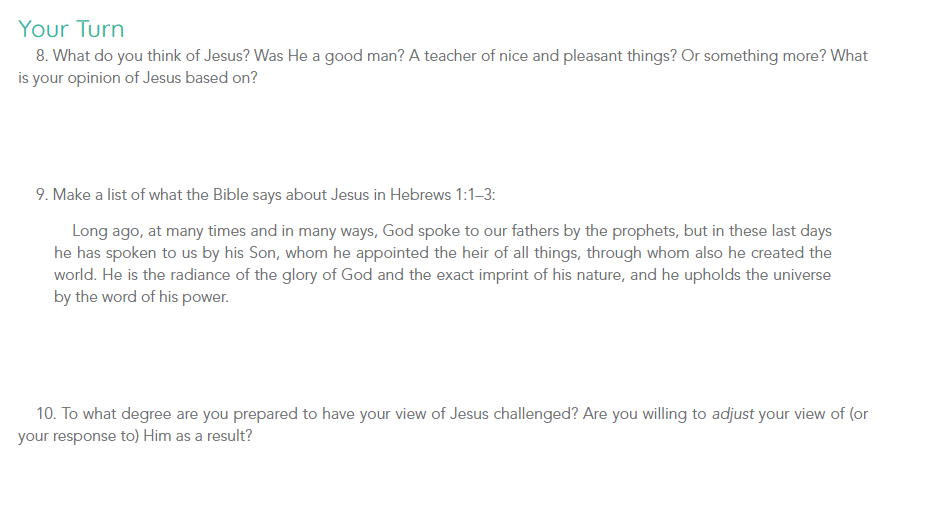 Your Turn
8. What do you think of Jesus? Was He a good man? A teacher of nice and pleasant things? Or something more? What
is your opinion of Jesus based on?
9. Make a list of what the Bible says about Jesus in Hebrews 1:1–3:
Long ago, at many times and in many ways, God spoke to our fathers by the prophets, but in these last days
he has spoken to us by his Son, whom he appointed the heir of all things, through whom also he created the
world. He is the radiance of the glory of God and the exact imprint of his nature, and he upholds the universe
by the word of his power.
10. To what degree are you prepared to have your view of Jesus challenged? Are you willing to adjust your view of (or
your response to) Him as a result?